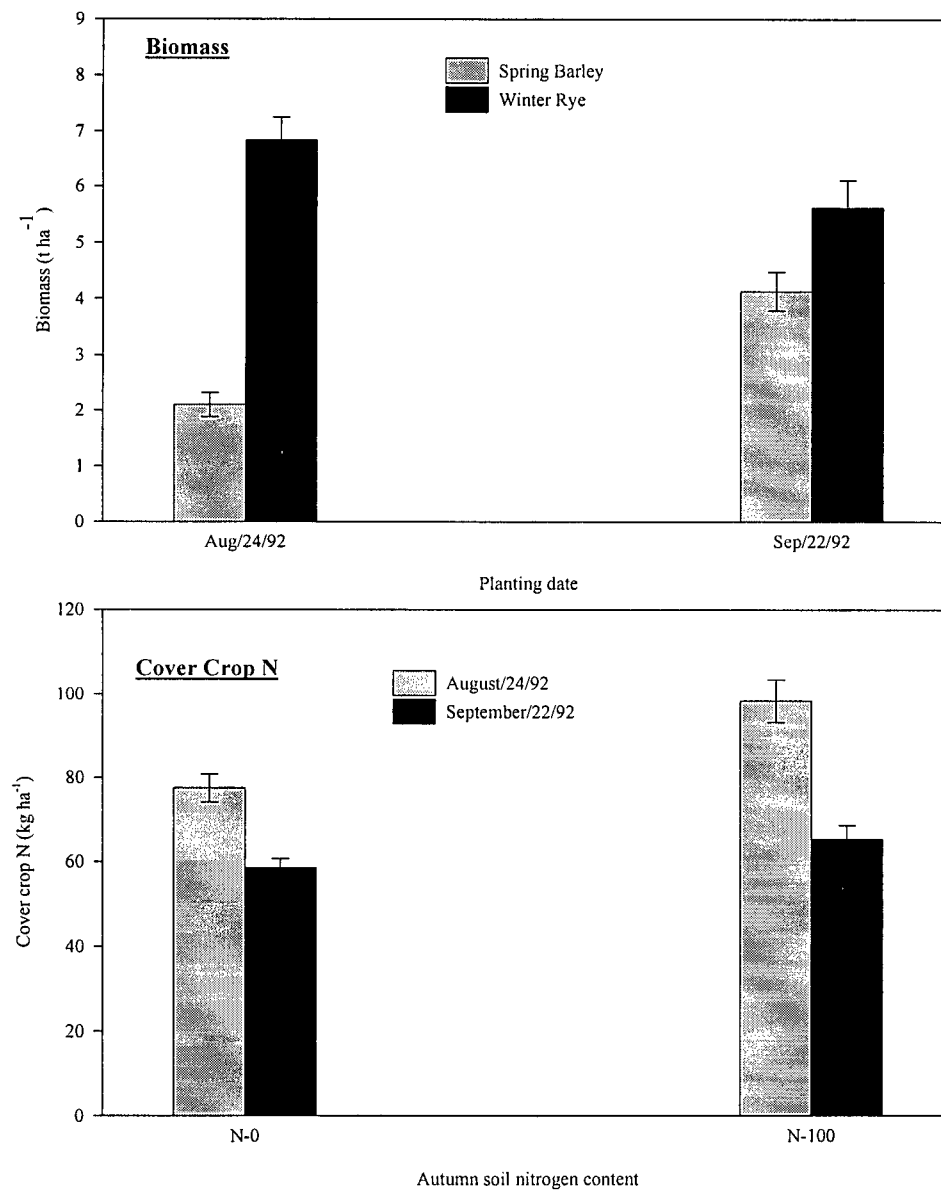 9
Biomass
8
Spring Barley
Winter Rye
7
6
5
4
3
2
1
0
Biomass (t ha⁻¹)
Aug/24/92 Sep/22/92
Planting date
120
Cover Crop N
August/24/92
100
September/22/92
80
60
40
20
0
Cover crop N (kg ha⁻¹)
N-0 N-100
Autumn soil nitrogen content